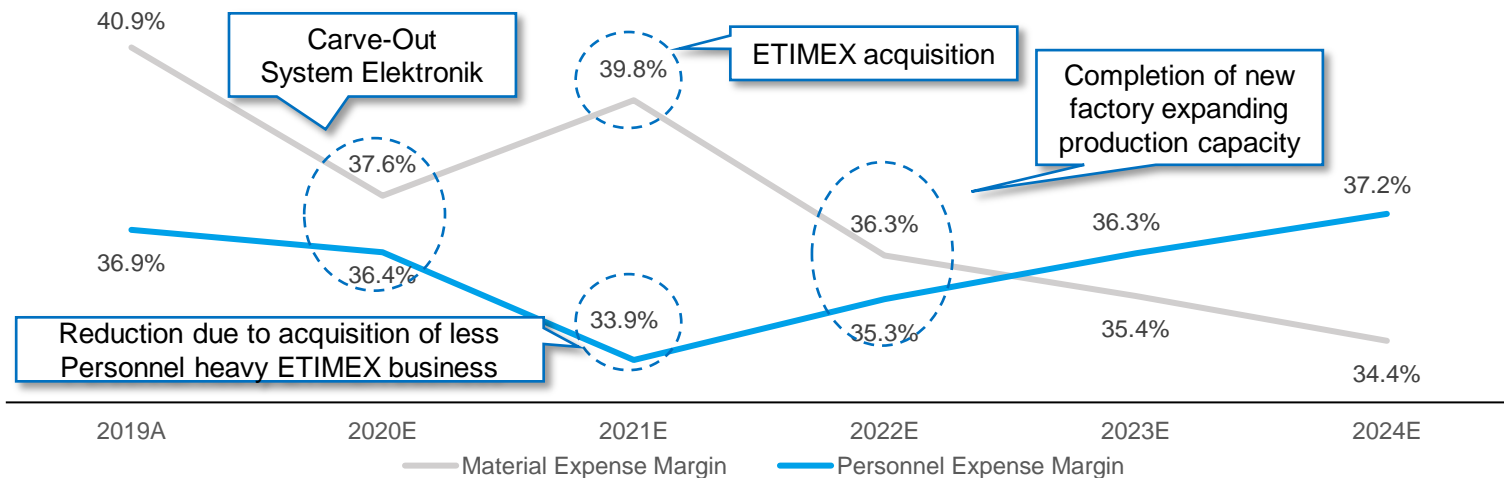 40.9%
Carve-Out
System Elektronik
39.8%
ETIMEX acquisition
Completion of new
factory expanding
production capacity
37.6%
36.3%
36.3%
37.2%
36.9%
36.4%
33.9%
35.3%
35.4%
34.4%
Reduction due to acquisition of less
Personnel heavy ETIMEX business
2019A
2020E
2021E
2022E
2023E
2024E
Material Expense Margin
Personnel Expense Margin